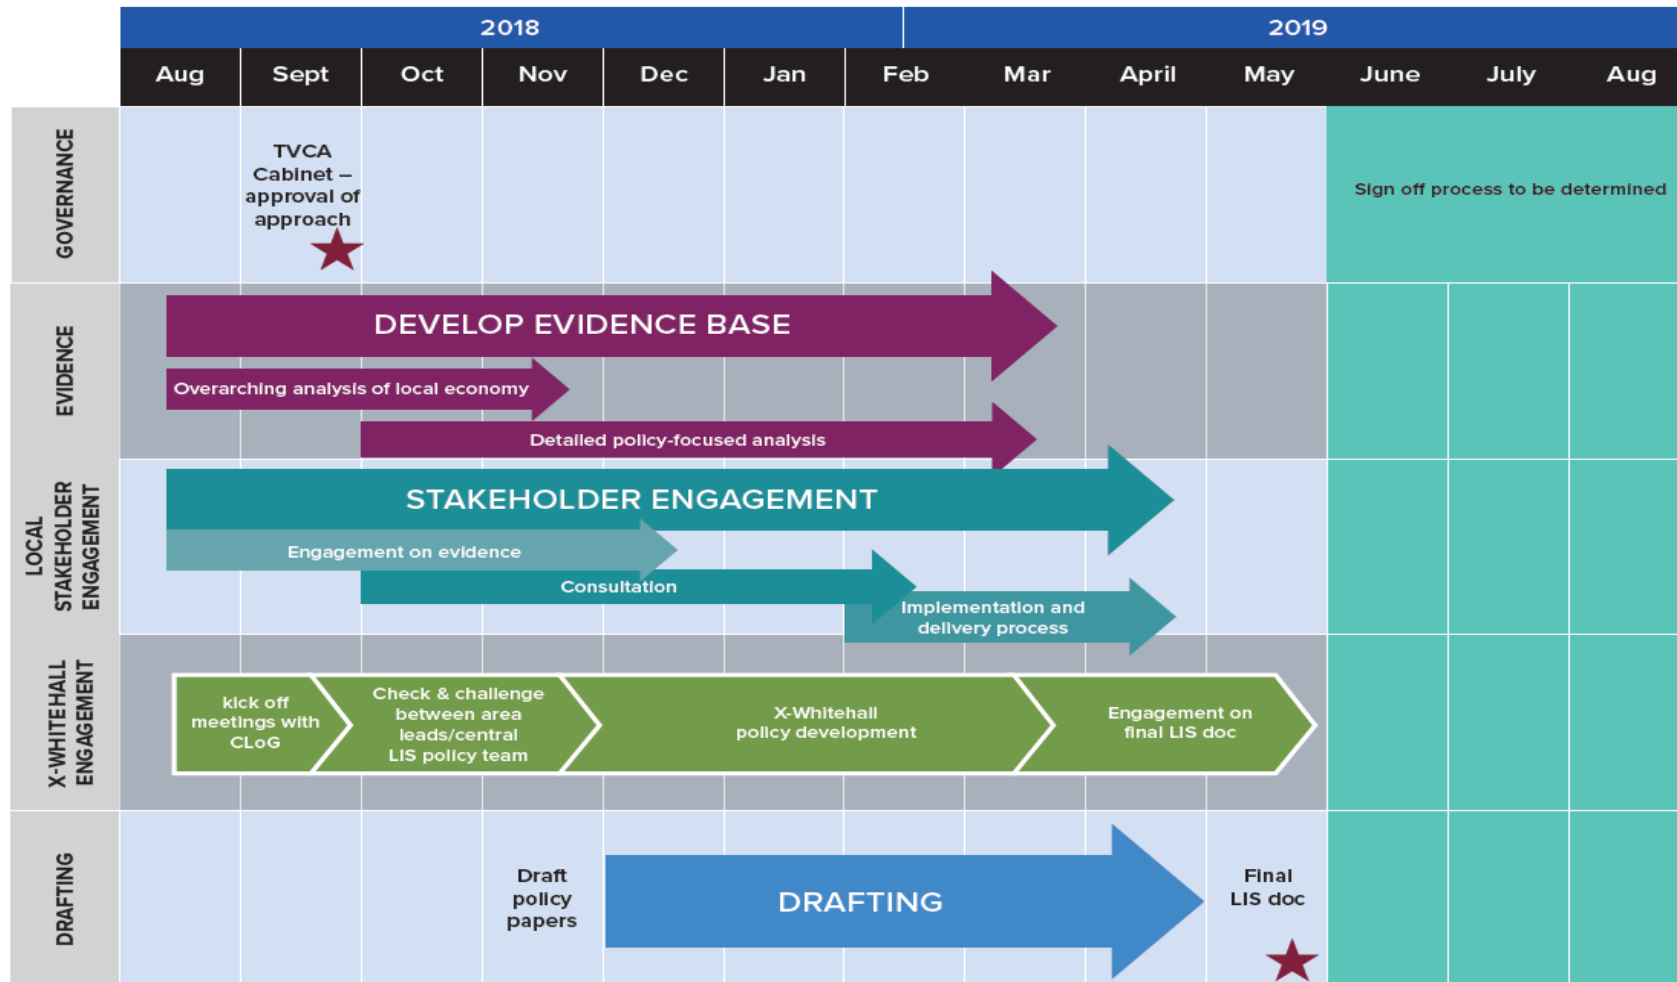 2018
2019
Aug
Sept
Oct
Nov
Dec
Jan
Feb
Mar
April
May
June
July
Aug
GOVERNANCE
TVCA
Cabinet –
approval of
approach
Sign off process to be determined
EVIDENCE
DEVELOP EVIDENCE BASE
Overarching analysis of local economy
Detailed policy-focused analysis
LOCAL
STAKEHOLDER
ENGAGEMENT
STAKEHOLDER ENGAGEMENT
Engagement on evidence
Consultation
Implementation and
delivery process
X-WHITEHALL
ENGAGEMENT
kick off
meetings with
CLoG
Check & challenge
between area
leads/central
LIS policy team
X-Whitehall
policy development
Engagement on
final LIS doc
DRAFTING
Draft
policy
papers
DRAFTING
Final
LIS doc